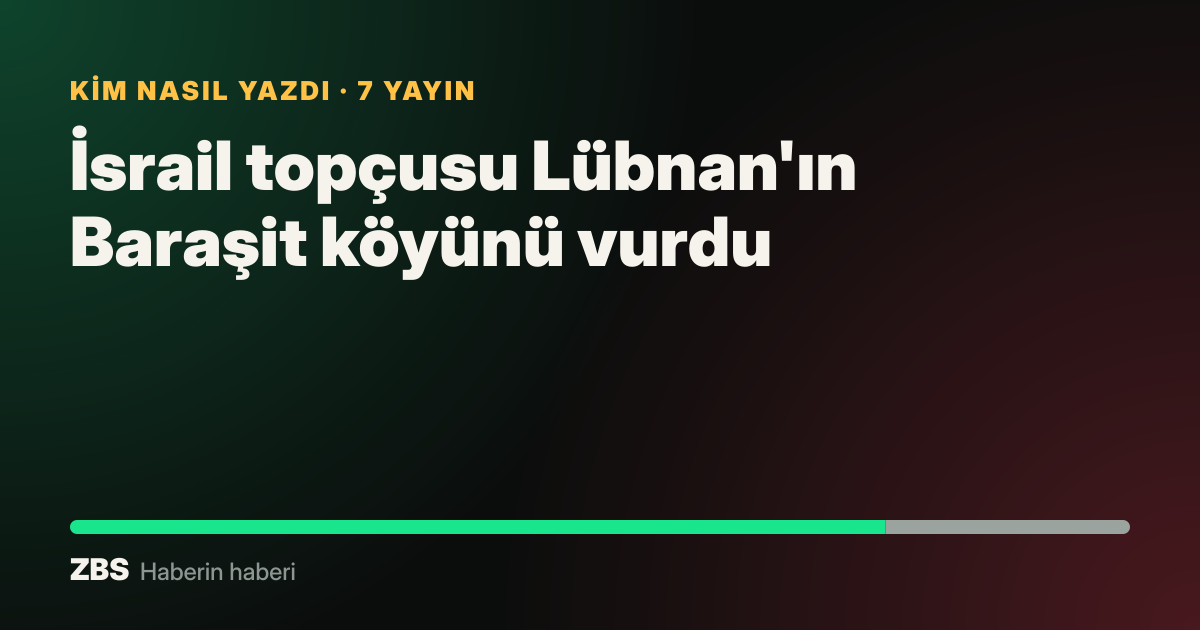 KİM NASIL YAZDI · 7 YAYIN
İsrail topçusu Lübnan'ın
Baraşit köyünü vurdu
ZBS Haberin haberi